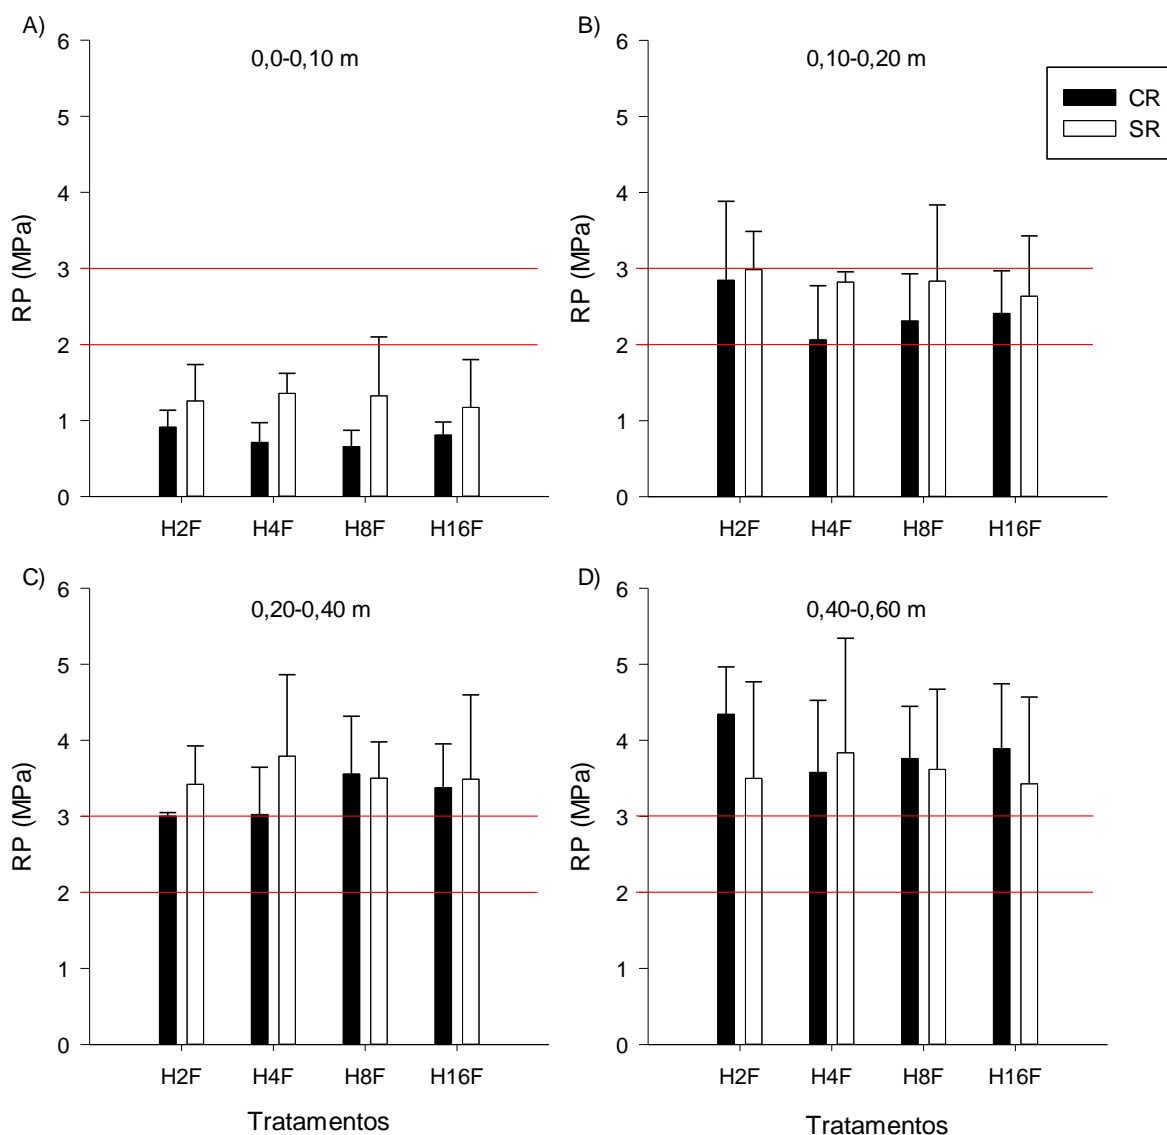 A)
0,0-0,10 m
6
5
4
3
2
1
0
RP (MPa)
H2F H4F H8F H16F
B)
0,10-0,20 m
6
5
4
3
2
1
0
RP (MPa)
H2F H4F H8F H16F
CR
SR
C)
0,20-0,40 m
6
5
4
3
2
1
0
RP (MPa)
H2F H4F H8F H16F
Tratamentos
D)
0,40-0,60 m
6
5
4
3
2
1
0
RP (MPa)
H2F H4F H8F H16F
Tratamentos